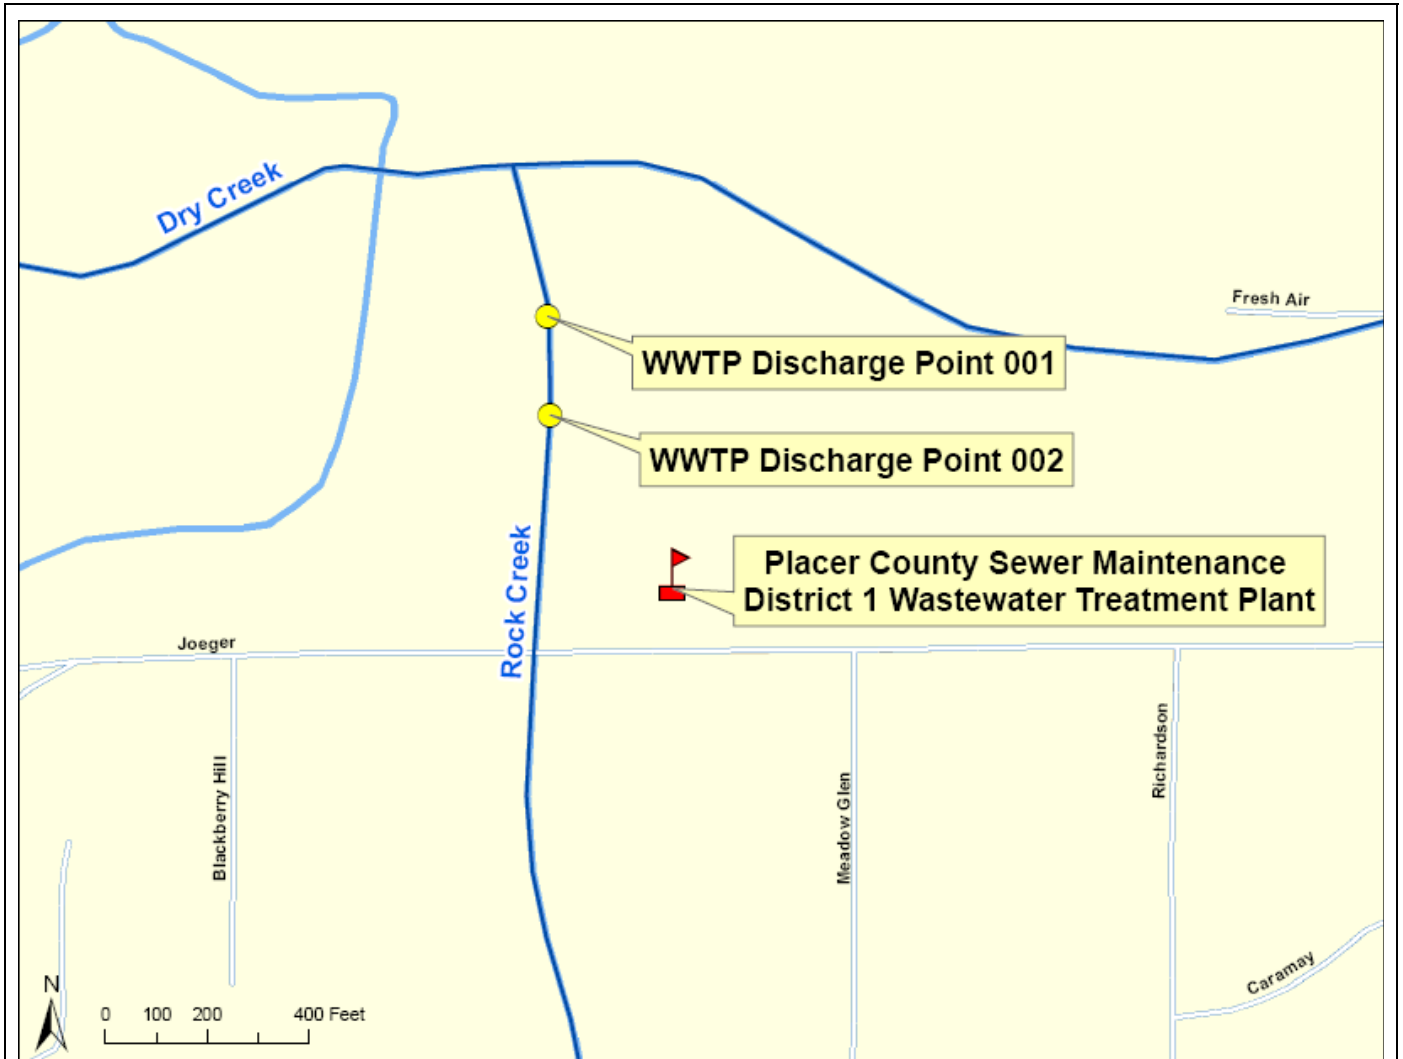 Dry Creek
Fresh Air
WWTP Discharge Point 001
WWTP Discharge Point 002
Rock Creek
Placer County Sewer Maintenance
District 1 Wastewater Treatment Plant
Joeger
Blackberry Hill
Meadow Glen
Richardson
Caramay
N
0 100 200 400 Feet